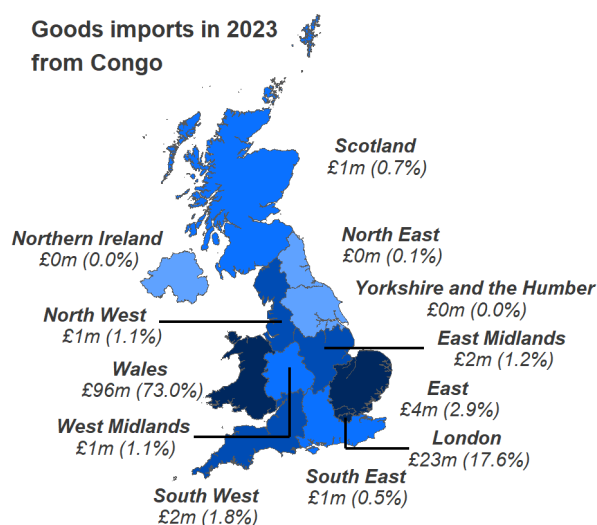 Goods imports in 2023
from Congo
Scotland
£1m (0.7%)
Northern Ireland
£0m (0.0%)
North East
£0m (0.1%)
Yorkshire and the Humber
£0m (0.0%)
North West
£1m (1.1%)
East Midlands
£2m (1.2%)
Wales
£96m (73.0%)
East
£4m (2.9%)
West Midlands
£1m (1.1%)
London
£23m (17.6%)
South East
£1m (0.5%)
South West
£2m (1.8%)